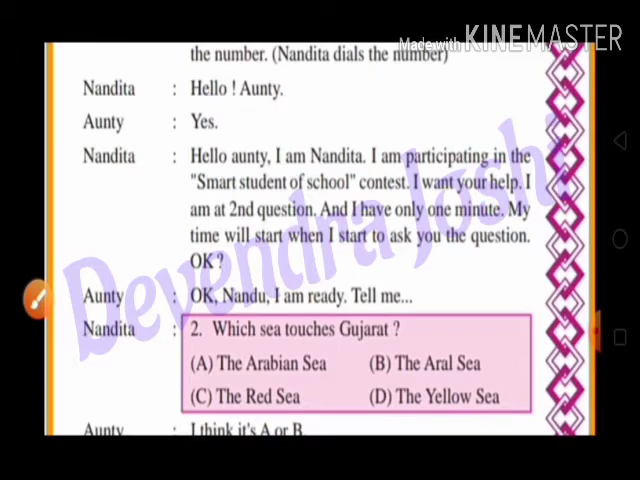 Made with KINEMASTER
the number. (Nandita dials the number)
Nandita : Hello ! Aunty.
Aunty : Yes.
Nandita : Hello aunty, I am Nandita. I am participating in the
"Smart student of school" contest. I want your help. I
am at 2nd question. And I have only one minute. My
time will start when I start to ask you the question.
OK ?
Aunty : OK, Nandu, I am ready. Tell me...
Nandita : 2. Which sea touches Gujarat ?
(A) The Arabian Sea (B) The Aral Sea
(C) The Red Sea (D) The Yellow Sea
Aunty : I think it's A or B
Devendra Joshi